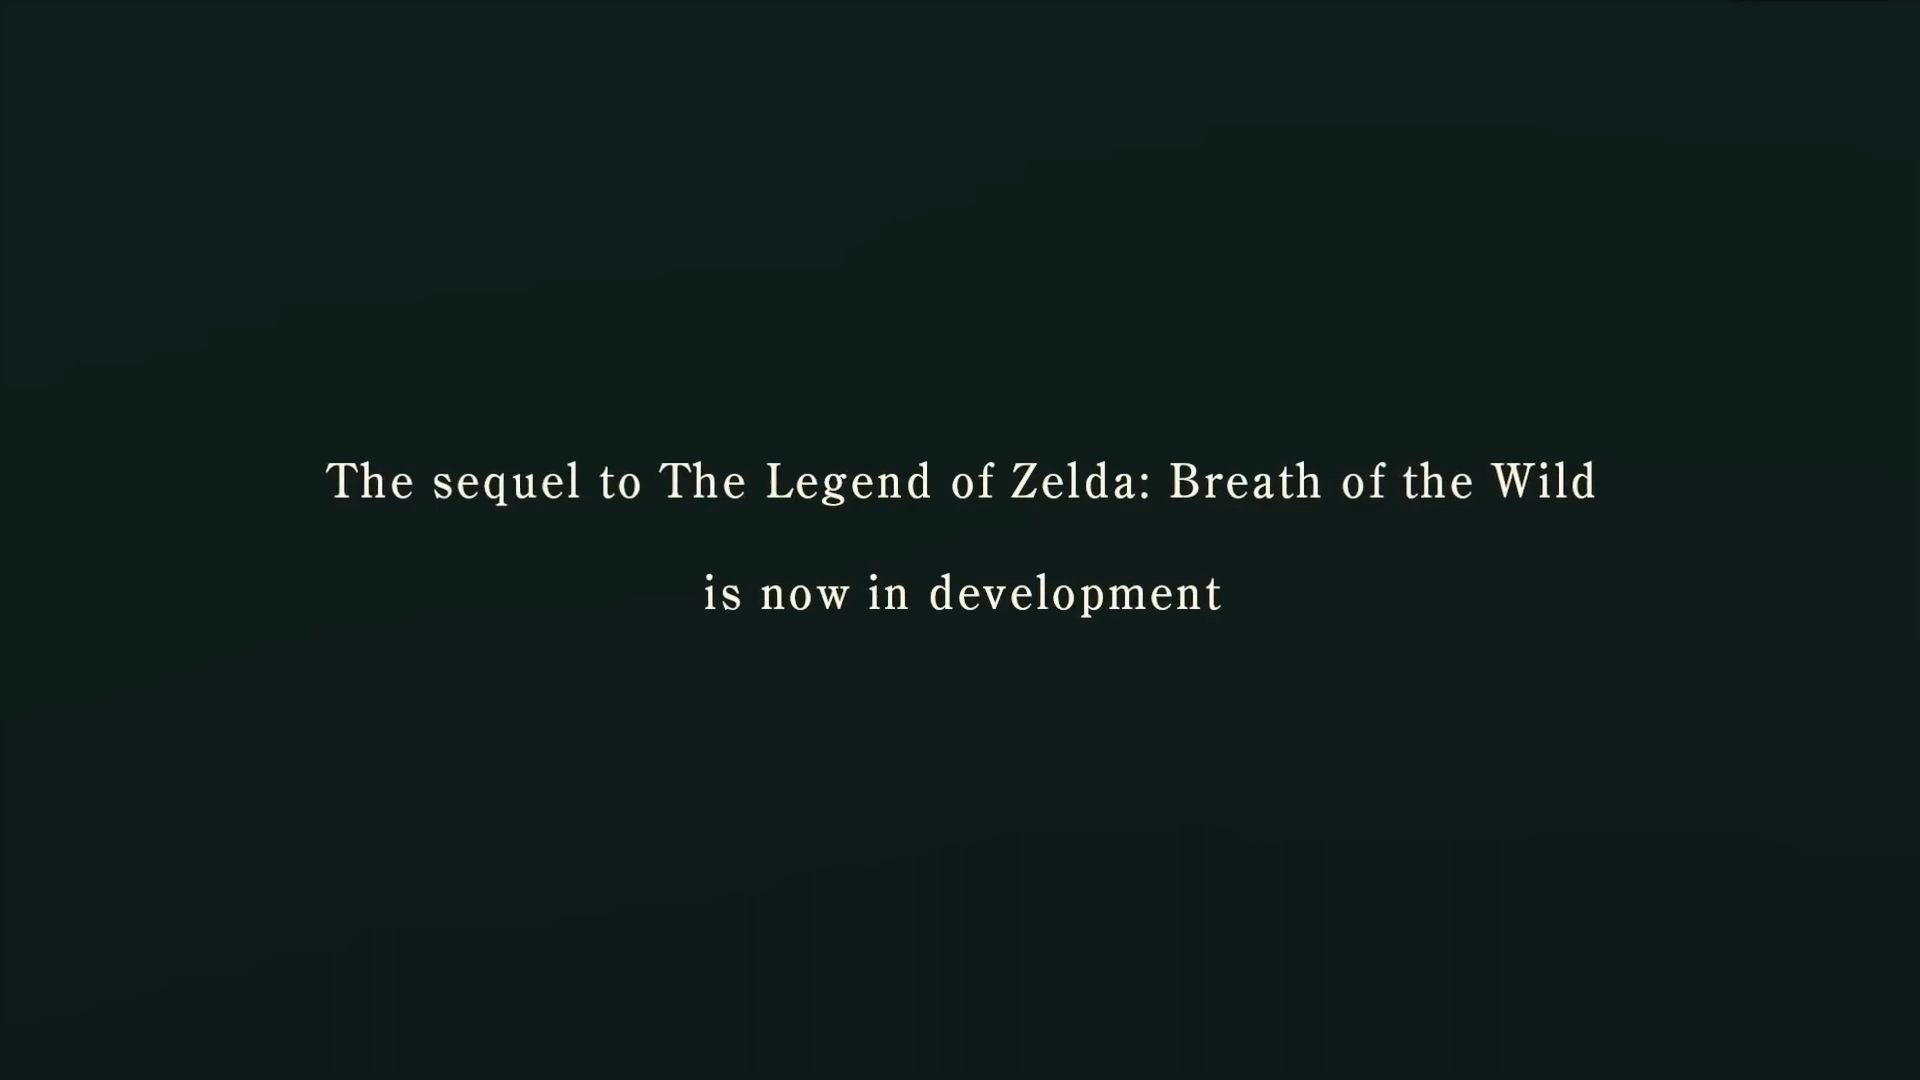 The sequel to The Legend of Zelda: Breath of the Wild
is now in development